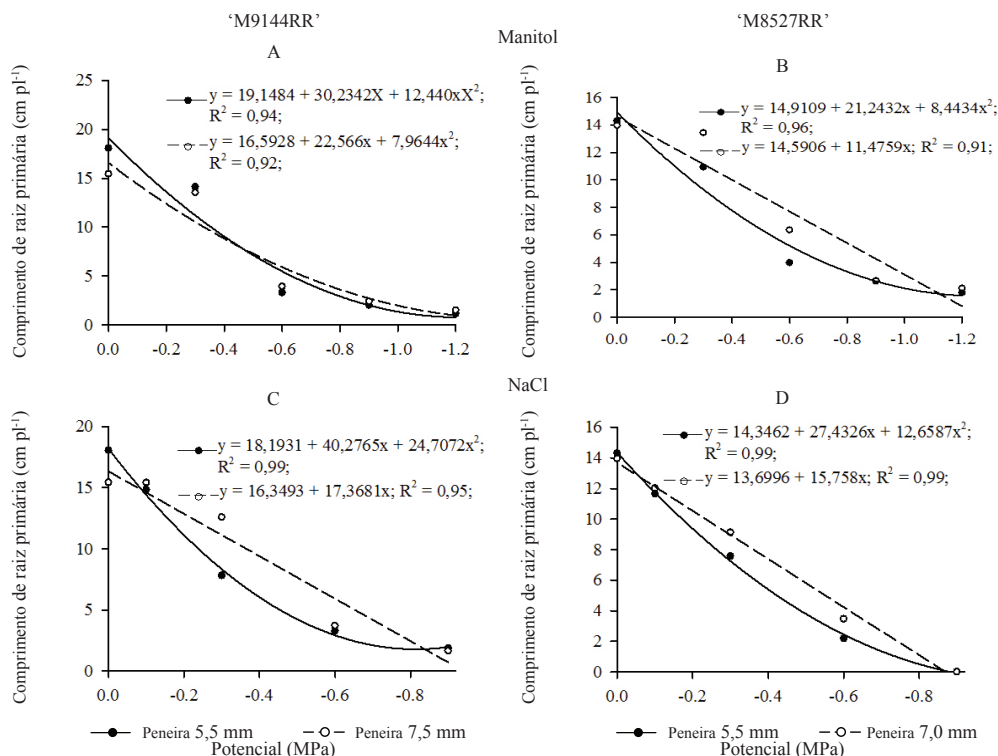 ‘M9144RR’
‘M8527RR’
Manitol
A
Comprimento de raiz primária (cm pl⁻¹)
25
20
15
10
5
0
y = 19,1484 + 30,2342X + 12,440xX²;
R² = 0,94;
y = 16,5928 + 22,566x + 7,9644x²;
R² = 0,92;
0.0 -0.2 -0.4 -0.6 -0.8 -1.0 -1.2
B
Comprimento de raiz primária (cm pl⁻¹)
16
14
12
10
8
6
4
2
0
y = 14,9109 + 21,2432x + 8,4434x²;
R² = 0,96;
y = 14,5906 + 11,4759x; R² = 0,91;
0.0 -0.2 -0.4 -0.6 -0.8 -1.0 -1.2
NaCl
C
Comprimento de raiz primária (cm pl⁻¹)
20
15
10
5
0
y = 18,1931 + 40,2765x + 24,7072x²;
R² = 0,99;
y = 16,3493 + 17,3681x; R² = 0,95;
0.0 -0.2 -0.4 -0.6 -0.8
Peneira 5,5 mm Peneira 7,5 mm
Potencial (MPa)
D
Comprimento de raiz primária (cm pl⁻¹)
16
14
12
10
8
6
4
2
0
y = 14,3462 + 27,4326x + 12,6587x²;
R² = 0,99;
y = 13,6996 + 15,758x; R² = 0,99;
0.0 -0.2 -0.4 -0.6 -0.8
Peneira 5,5 mm Peneira 7,0 mm
Potencial (MPa)